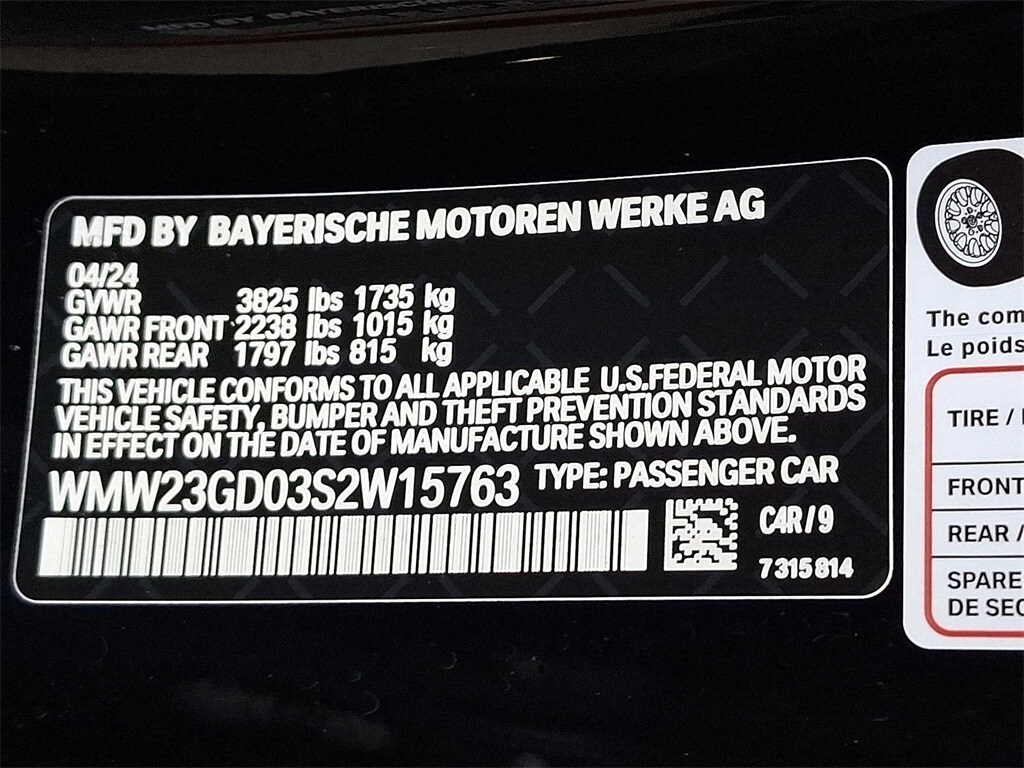 MFD BY BAYERISCHE MOTOREN WERKE AG
04/24
GVWR 3825 lbs 1735 kg
GAWR FRONT 2238 lbs 1015 kg
GAWR REAR 1797 lbs 815 kg
THIS VEHICLE CONFORMS TO ALL APPLICABLE U.S.FEDERAL MOTOR
VEHICLE SAFETY, BUMPER AND THEFT PREVENTION STANDARDS
IN EFFECT ON THE DATE OF MANUFACTURE SHOWN ABOVE.
WMW23GD03S2W15763 TYPE: PASSENGER CAR
C4R/9
7315814
The com
Le poids
TIRE /
FRONT
REAR /
SPARE
DE SEC